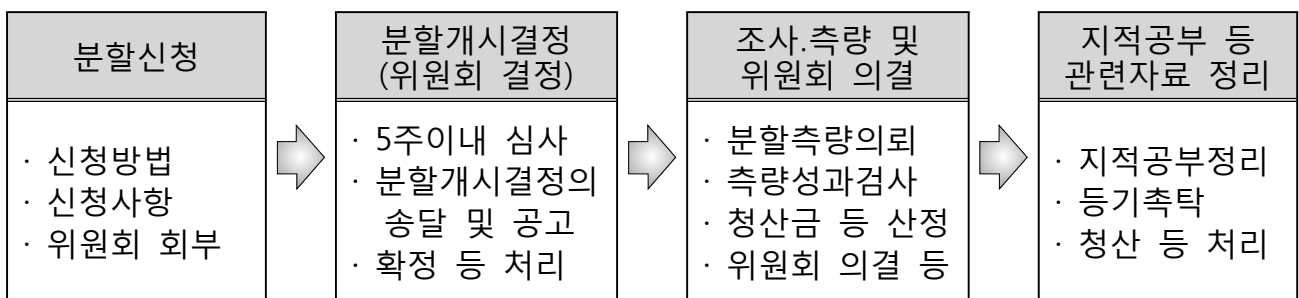 분할신청
· 신청방법
· 신청사항
· 위원회 회부
분할개시결정
(위원회 결정)
· 5주이내 심사
· 분할개시결정의
송달 및 공고
· 확정 등 처리
조사.측량 및
위원회 의결
· 분할측량의뢰
· 측량성과검사
· 청산금 등 산정
· 위원회 의결 등
지적공부 등
관련자료 정리
· 지적공부정리
· 등기촉탁
· 청산 등 처리